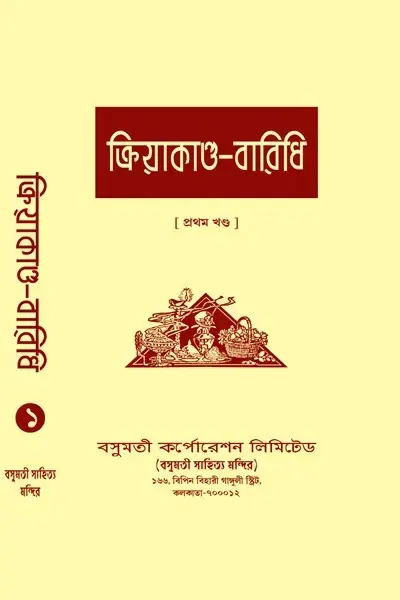 ক্রিয়াকাণ্ড-বারিধি
[ প্রথম খণ্ড ]
বসুমতী কর্পোরেশন লিমিটেড
(বসুমতী সাহিত্য মন্দির)
১৬৬, বিপিন বিহারী গাঙ্গুলী স্ট্রিট,
কলকাতা-৭০০০১২
ক্রিয়াকাণ্ড-বারিধি
১
বসুমতী সাহিত্য
মন্দির